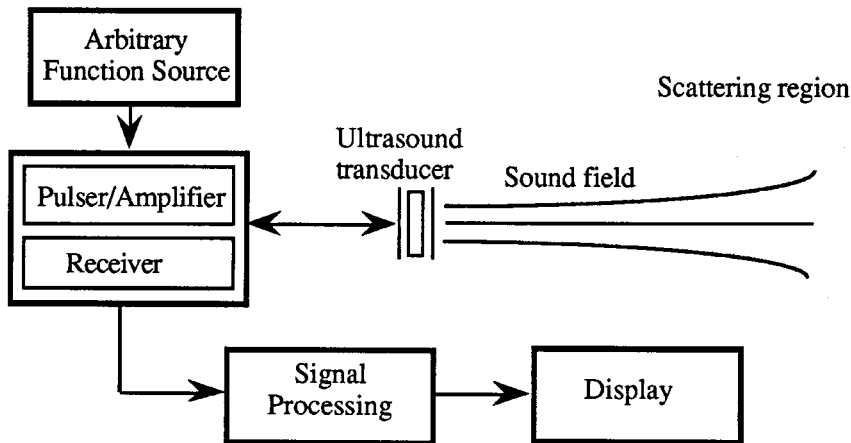 Arbitrary
Function Source
Scattering region
Ultrasound
transducer
Pulser/Amplifier
Sound field
Receiver
Signal
Processing
Display